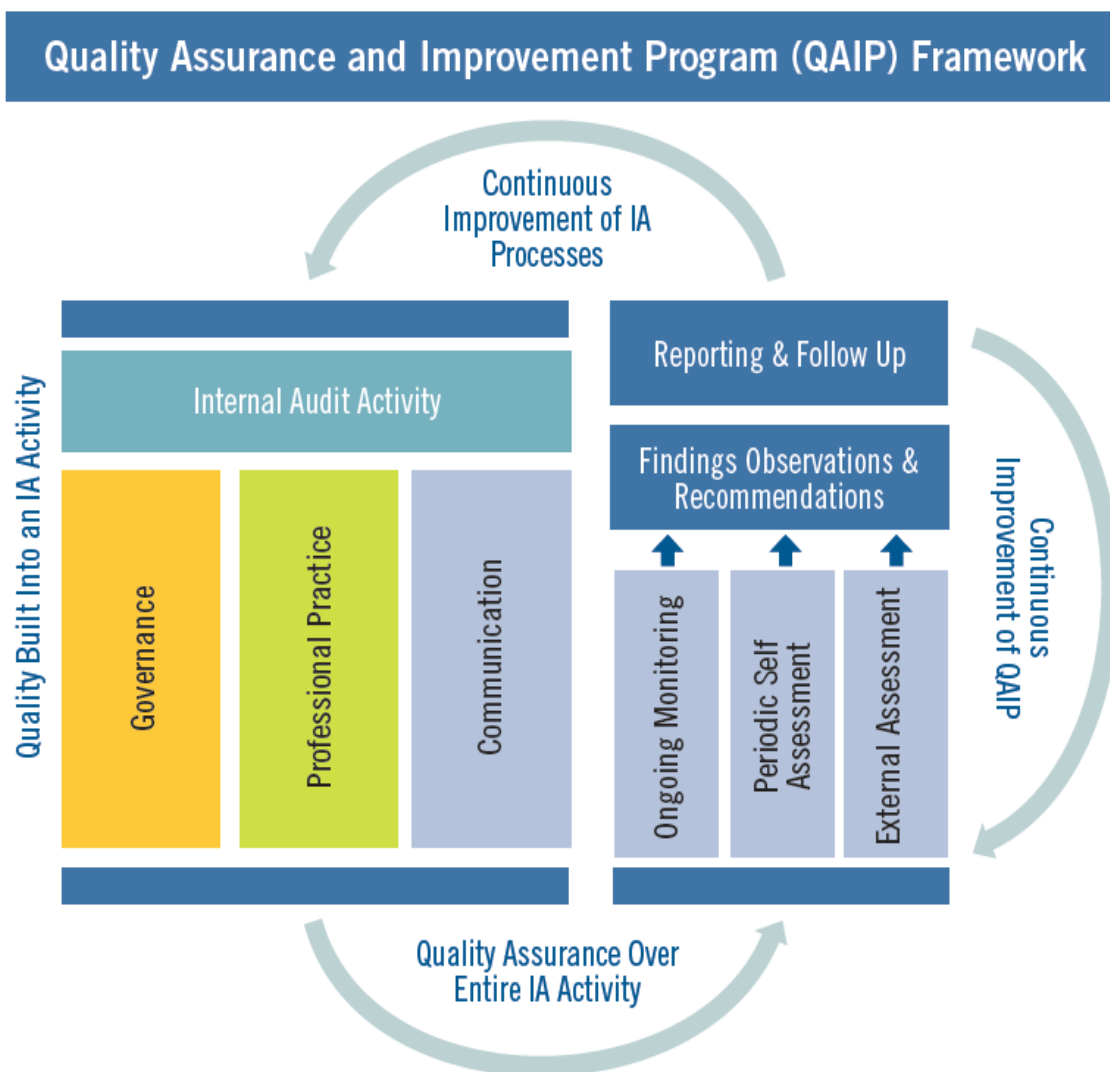 Quality Assurance and Improvement Program (QAIP) Framework
Continuous
Improvement of IA
Processes
Quality Built Into an IA Activity
Internal Audit Activity
Governance
Professional Practice
Communication
Reporting & Follow Up
Findings Observations &
Recommendations
Ongoing Monitoring
Periodic Self
Assessment
External Assessment
Continuous
Improvement of QAIP
Quality Assurance Over
Entire IA Activity